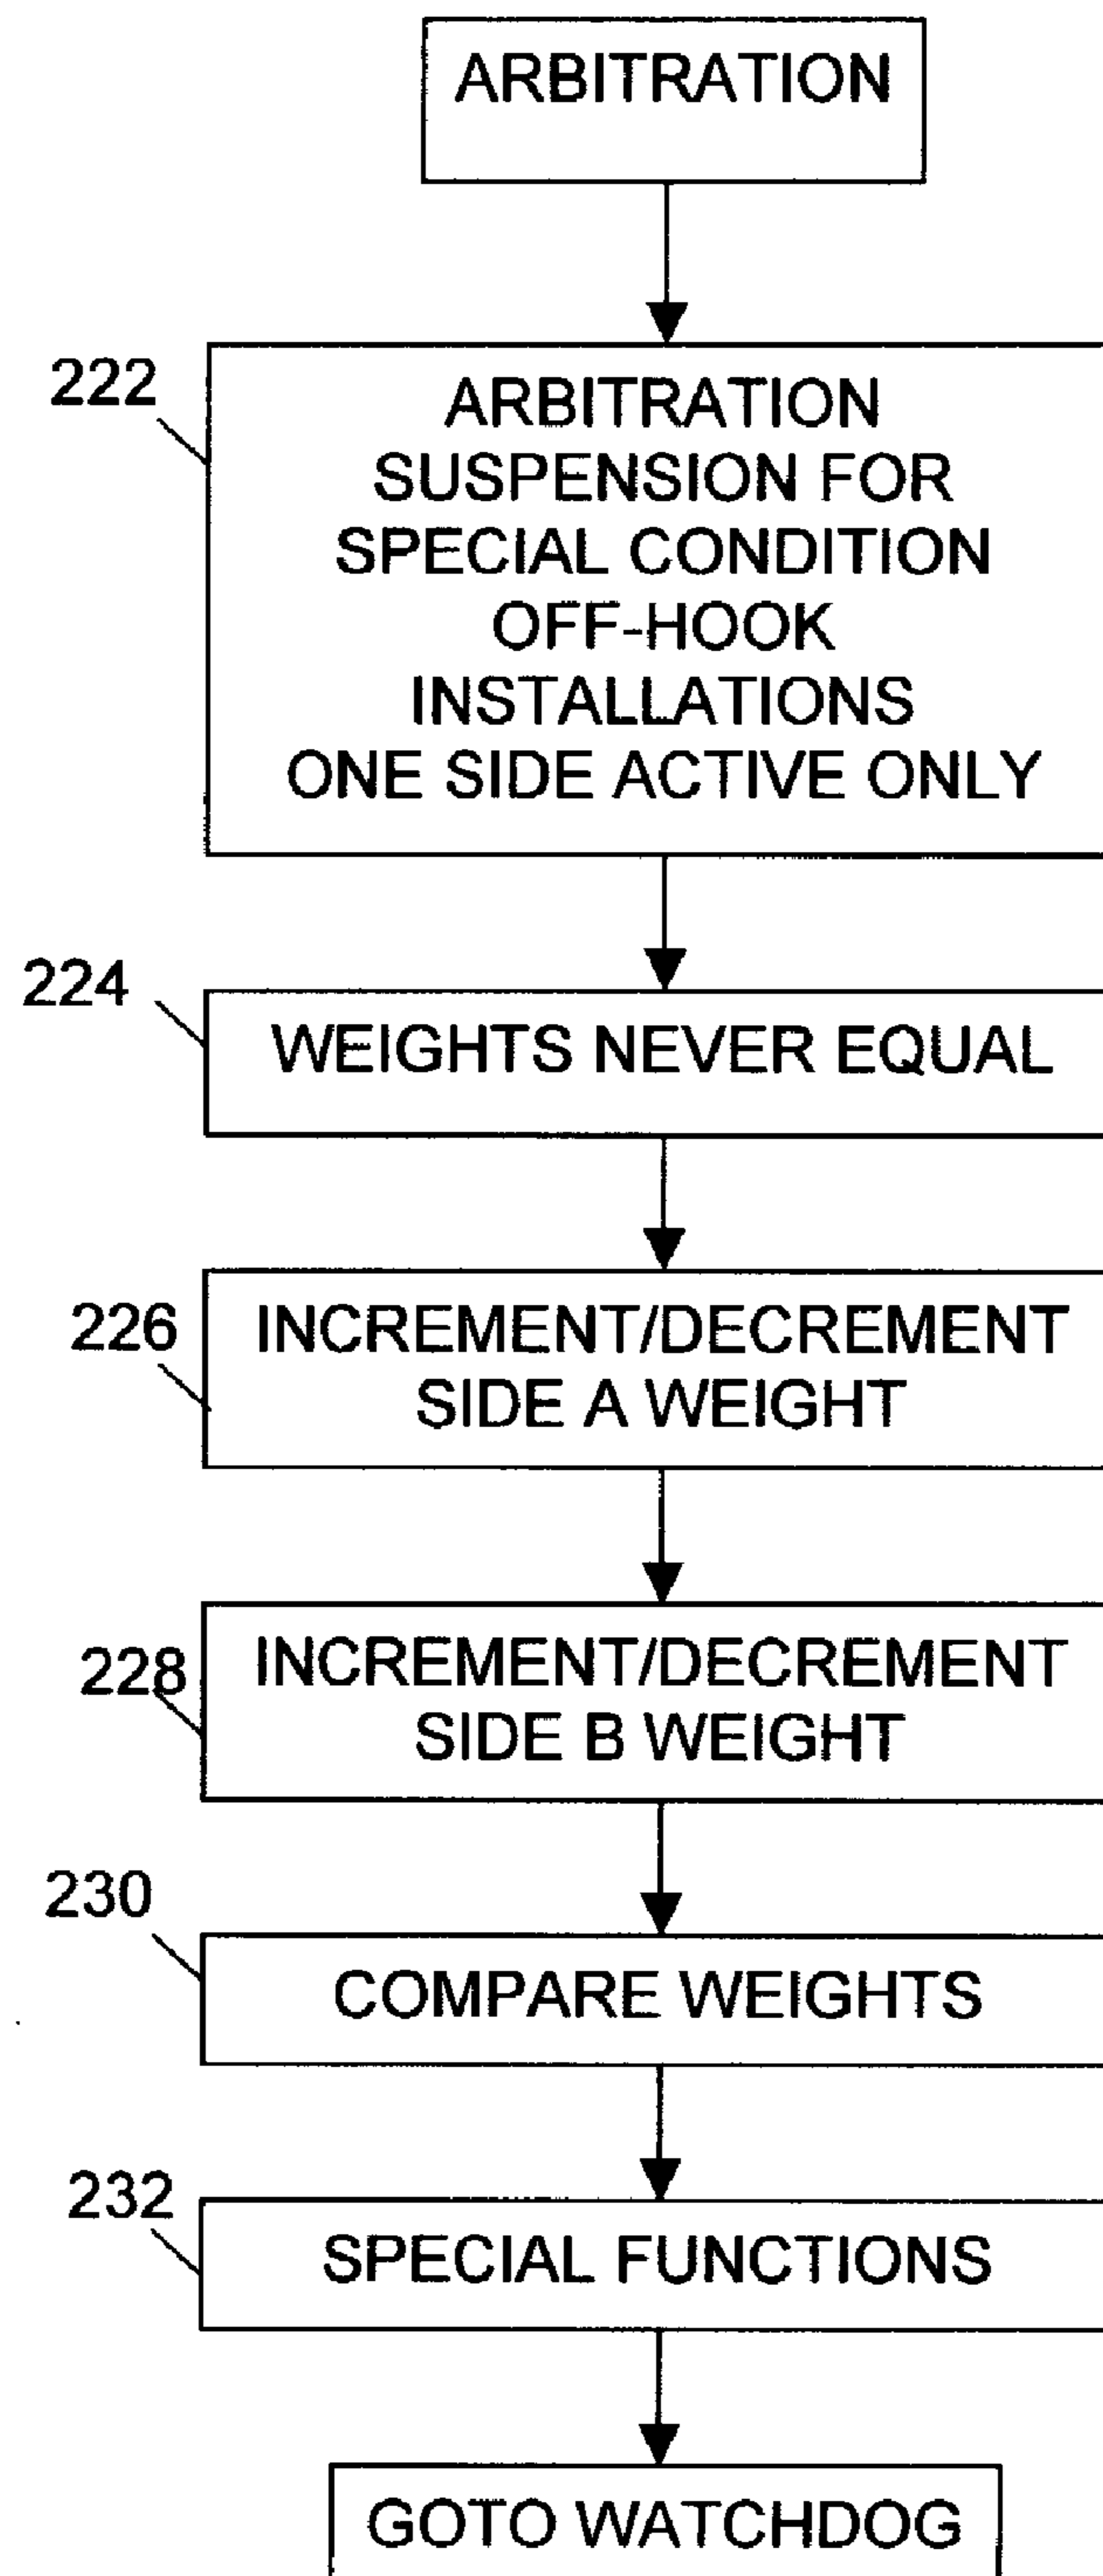 ARBITRATION
222
ARBITRATION
SUSPENSION FOR
SPECIAL CONDITION
OFF-HOOK
INSTALLATIONS
ONE SIDE ACTIVE ONLY
224
WEIGHTS NEVER EQUAL
226
INCREMENT/DECREMENT
SIDE A WEIGHT
228
INCREMENT/DECREMENT
SIDE B WEIGHT
230
COMPARE WEIGHTS
232
SPECIAL FUNCTIONS
GOTO WATCHDOG